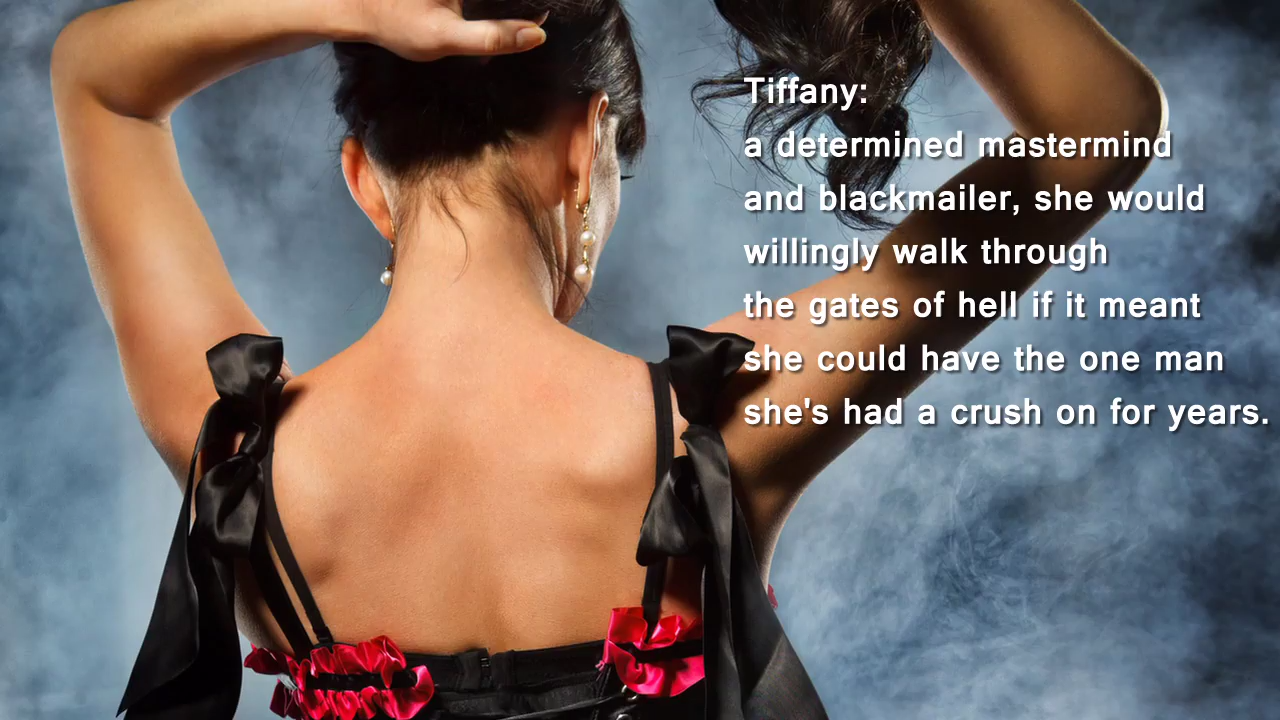 Tiffany:
a determined mastermind
and blackmailer, she would
willingly walk through
the gates of hell if it meant
she could have the one man
she's had a crush on for years.